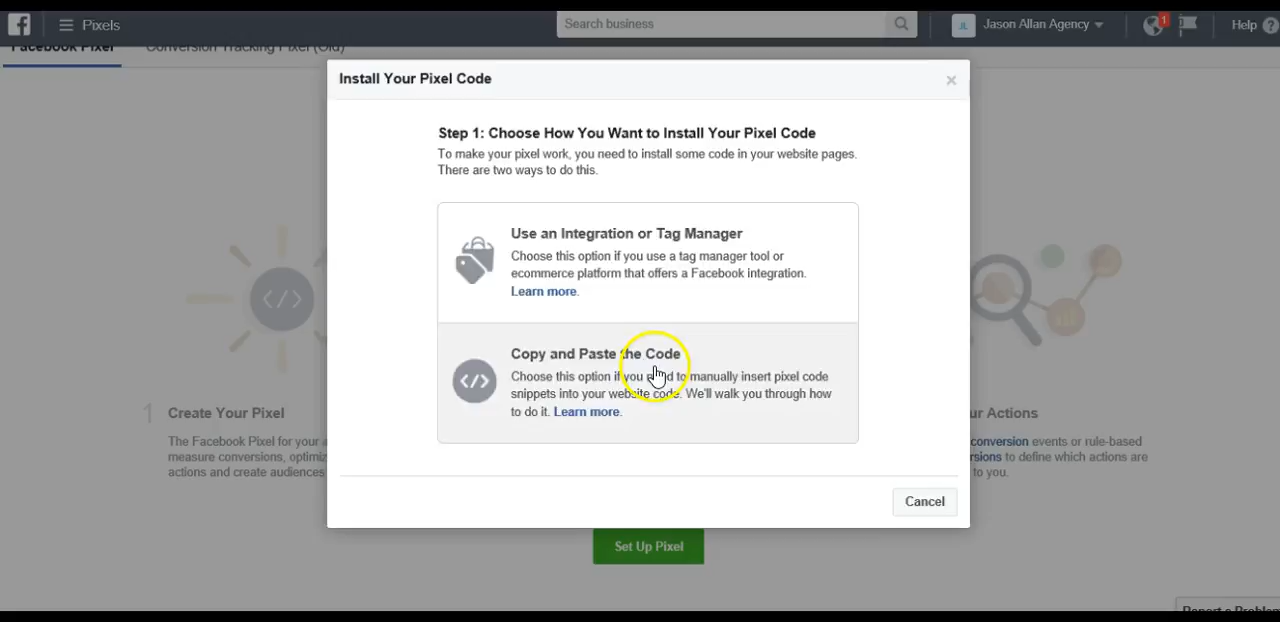 Pixels
Search business
JL
Jason Allan Agency
1
Help
Facebook Pixel
Conversion Tracking Pixel (Old)
Install Your Pixel Code
Step 1: Choose How You Want to Install Your Pixel Code
To make your pixel work, you need to install some code in your website pages.
There are two ways to do this.
Use an Integration or Tag Manager
Choose this option if you use a tag manager tool or
ecommerce platform that offers a Facebook integration.
Learn more.
Copy and Paste the Code
Choose this option if you need to manually insert pixel code
snippets into your website code. We'll walk you through how
to do it. Learn more.
1 Create Your Pixel
The Facebook Pixel for your
measure conversions, optimiz
actions and create audiences
ur Actions
conversion events or rule-based
rsions to define which actions are
to you.
Cancel
Set Up Pixel
Report a Problem